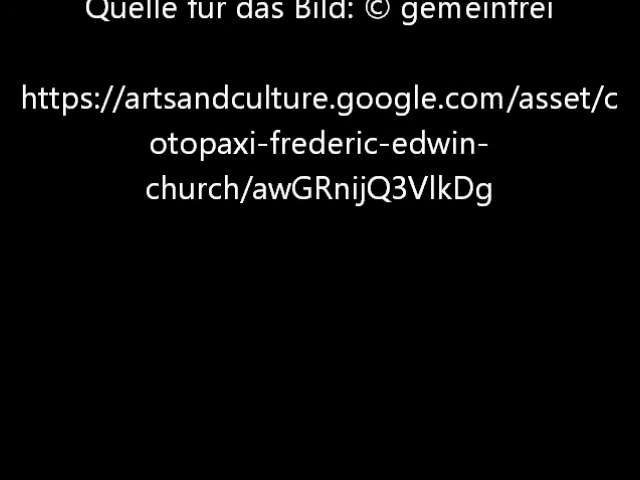 Quelle für das Bild: © gemeinfrei
https://artsandculture.google.com/asset/c
otopaxi-frederic-edwin-
church/awGRnijQ3VlkDg